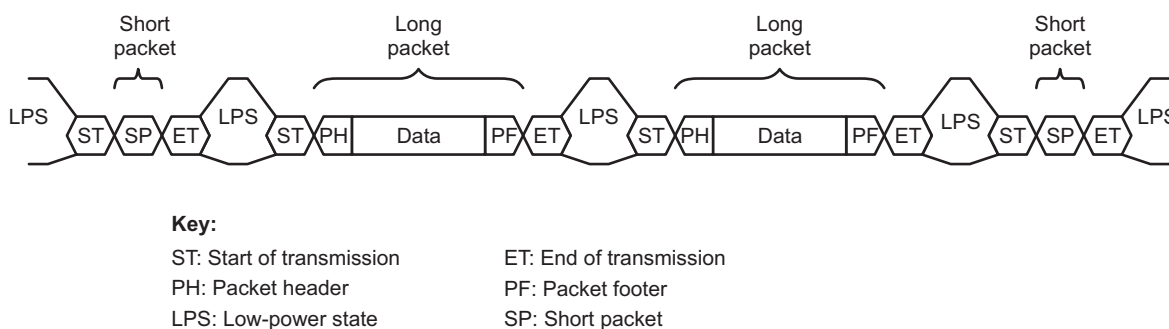 Short Long Long Short
packet packet packet packet
LPS ST SP ET LPS ST PH Data PF ET LPS ST PH Data PF ET LPS ST SP ET LPS
Key:
ST: Start of transmission ET: End of transmission
PH: Packet header PF: Packet footer
LPS: Low-power state SP: Short packet